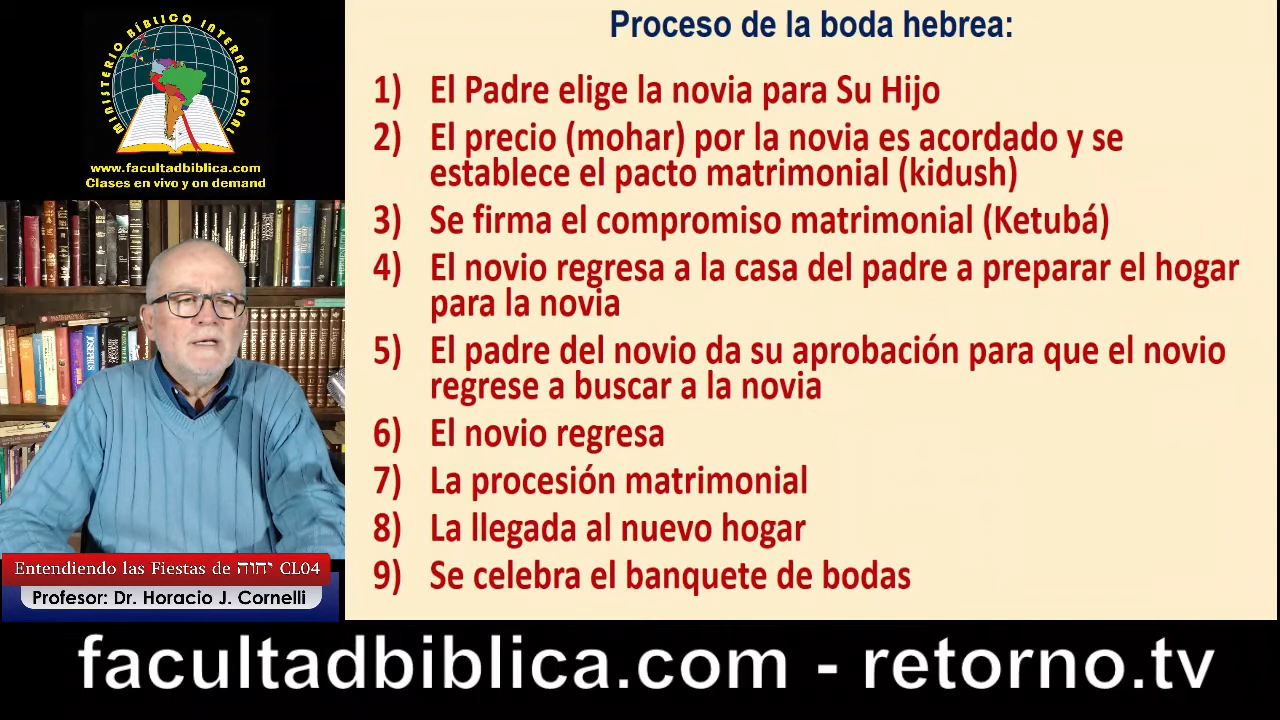 MINISTERIO BÍBLICO INTERNACIONAL
www.facultadbiblica.com
Clases en vivo y on demand
Proceso de la boda hebrea:
1) El Padre elige la novia para Su Hijo
2) El precio (mohar) por la novia es acordado y se
establece el pacto matrimonial (kidush)
3) Se firma el compromiso matrimonial (Ketubá)
4) El novio regresa a la casa del padre a preparar el hogar
para la novia
5) El padre del novio da su aprobación para que el novio
regrese a buscar a la novia
6) El novio regresa
7) La procesión matrimonial
8) La llegada al nuevo hogar
9) Se celebra el banquete de bodas
JOSEPHUS
Entendiendo las Fiestas de יהוה CL04
Profesor: Dr. Horacio J. Cornelli
facultadbiblica.com - retorno.tv